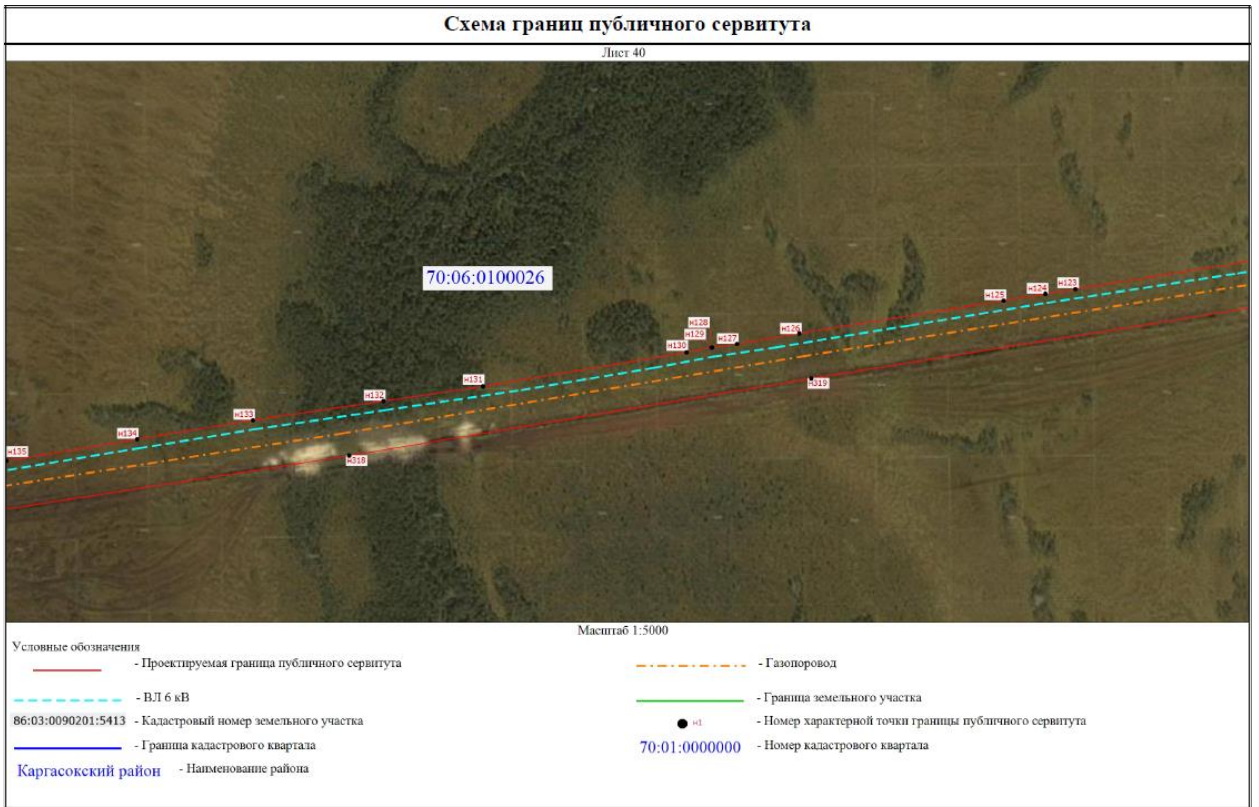 Схема границ публичного сервитута
Лист 40
70:06:0100026
н123
н124
н125
н126
н128
н129
н127
н130
н131
н319
н132
н133
н134
н135
н318
Масштаб 1:5000
Условные обозначения
- Проектируемая граница публичного сервитута
- Газопоровод
- ВЛ 6 кВ
- Граница земельного участка
86:03:0090201:5413 - Кадастровый номер земельного участка
н1 - Номер характерной точки границы публичного сервитута
- Граница кадастрового квартала
70:01:0000000 - Номер кадастрового квартала
Каргасокский район - Наименование района